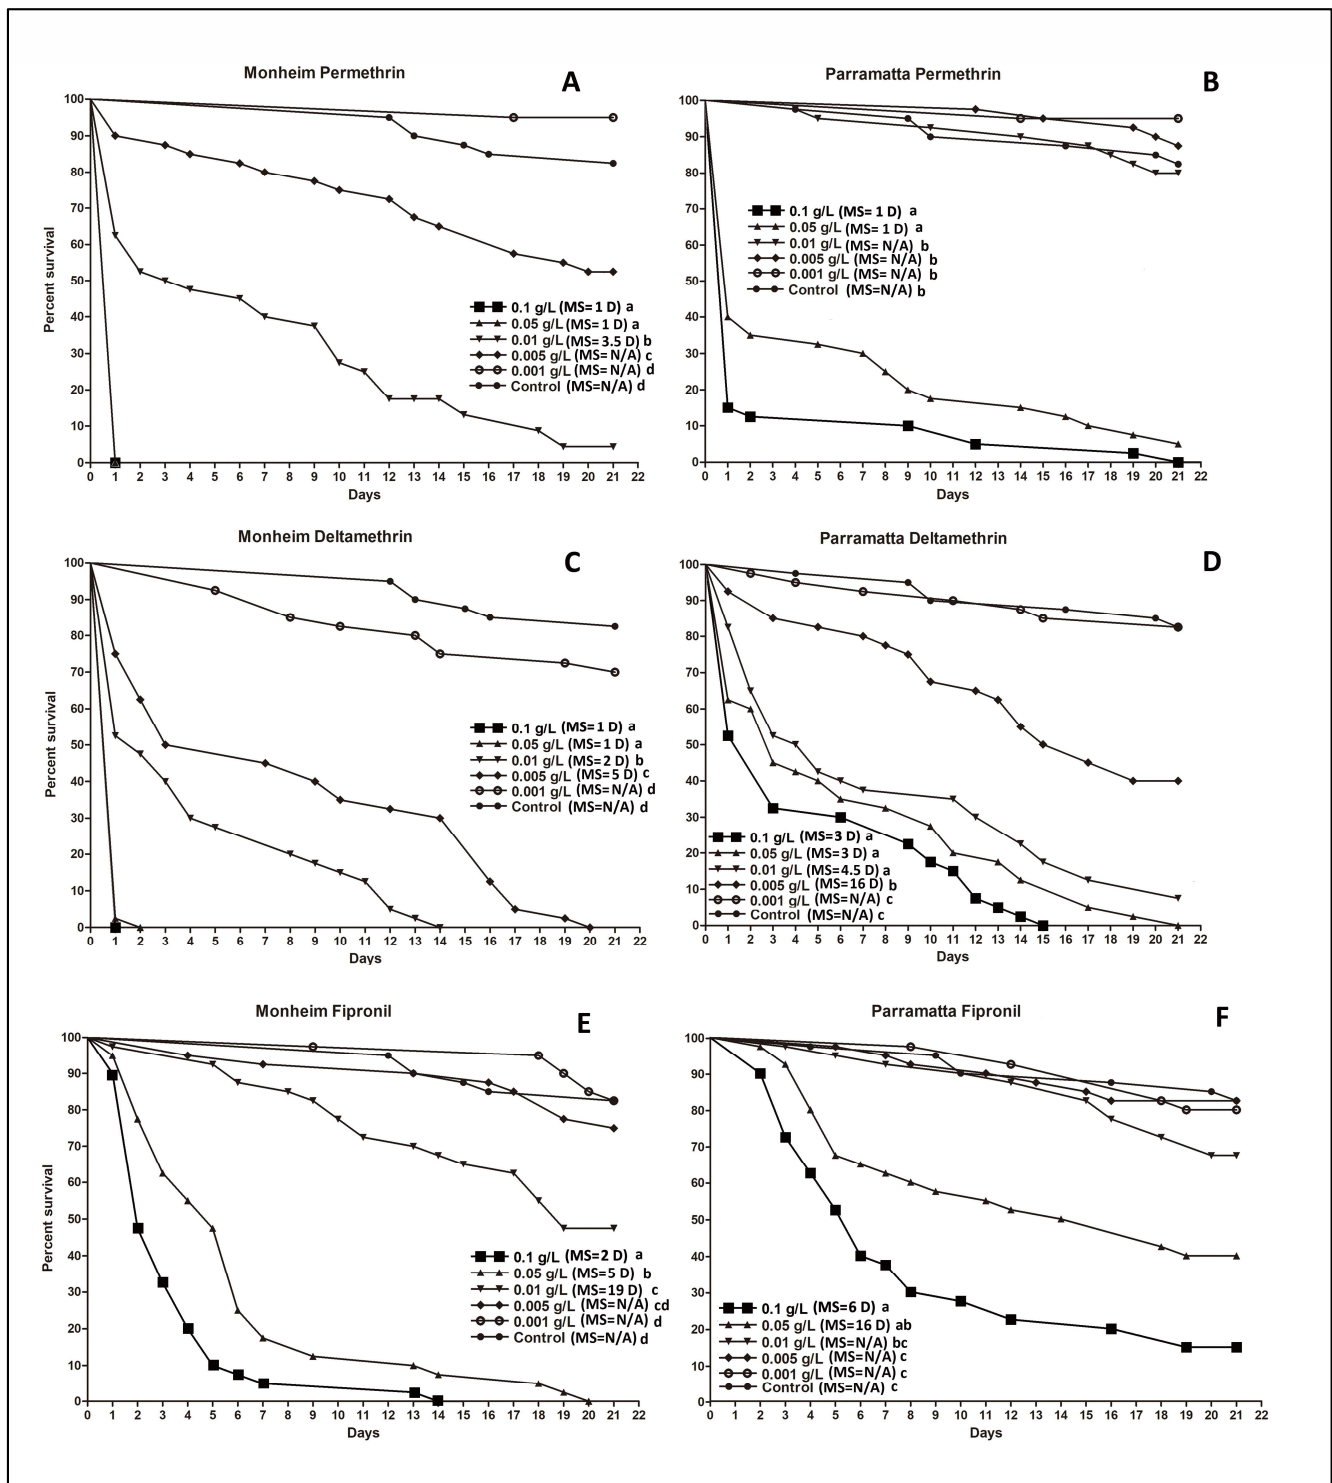 Monheim Permethrin
A
100
90
80
70
60
50
40
30
20
10
0
Percent survival
0.1 g/L (MS= 1 D) a
0.05 g/L (MS= 1 D) a
0.01 g/L (MS= 3.5 D) b
0.005 g/L (MS= N/A) c
0.001 g/L (MS= N/A) d
Control (MS=N/A) d
0 1 2 3 4 5 6 7 8 9 10 11 12 13 14 15 16 17 18 19 20 21 22
Days
Parramatta Permethrin
B
100
90
80
70
60
50
40
30
20
10
0
0.1 g/L (MS= 1 D) a
0.05 g/L (MS= 1 D) a
0.01 g/L (MS= N/A) b
0.005 g/L (MS= N/A) b
0.001 g/L (MS= N/A) b
Control (MS=N/A) b
0 1 2 3 4 5 6 7 8 9 10 11 12 13 14 15 16 17 18 19 20 21 22
Days
Monheim Deltamethrin
C
100
90
80
70
60
50
40
30
20
10
0
Percent survival
0.1 g/L (MS=1 D) a
0.05 g/L (MS=1 D) a
0.01 g/L (MS=2 D) b
0.005 g/L (MS=5 D) c
0.001 g/L (MS=N/A) d
Control (MS=N/A) d
0 1 2 3 4 5 6 7 8 9 10 11 12 13 14 15 16 17 18 19 20 21 22
Days
Parramatta Deltamethrin
D
100
90
80
70
60
50
40
30
20
10
0
0.1 g/L (MS=3 D) a
0.05 g/L (MS=3 D) a
0.01 g/L (MS=4.5 D) a
0.005 g/L (MS=16 D) b
0.001 g/L (MS=N/A) c
Control (MS=N/A) c
0 1 2 3 4 5 6 7 8 9 10 11 12 13 14 15 16 17 18 19 20 21 22
Days
Monheim Fipronil
E
100
90
80
70
60
50
40
30
20
10
0
Percent survival
0.1 g/L (MS=2 D) a
0.05 g/L (MS=5 D) b
0.01 g/L (MS=19 D) c
0.005 g/L (MS=N/A) cd
0.001 g/L (MS=N/A) d
Control (MS=N/A) d
0 1 2 3 4 5 6 7 8 9 10 11 12 13 14 15 16 17 18 19 20 21 22
Days
Parramatta Fipronil
F
100
90
80
70
60
50
40
30
20
10
0
0.1 g/L (MS=6 D) a
0.05 g/L (MS=16 D) ab
0.01 g/L (MS=N/A) bc
0.005 g/L (MS=N/A) c
0.001 g/L (MS=N/A) c
Control (MS=N/A) c
0 1 2 3 4 5 6 7 8 9 10 11 12 13 14 15 16 17 18 19 20 21 22
Days